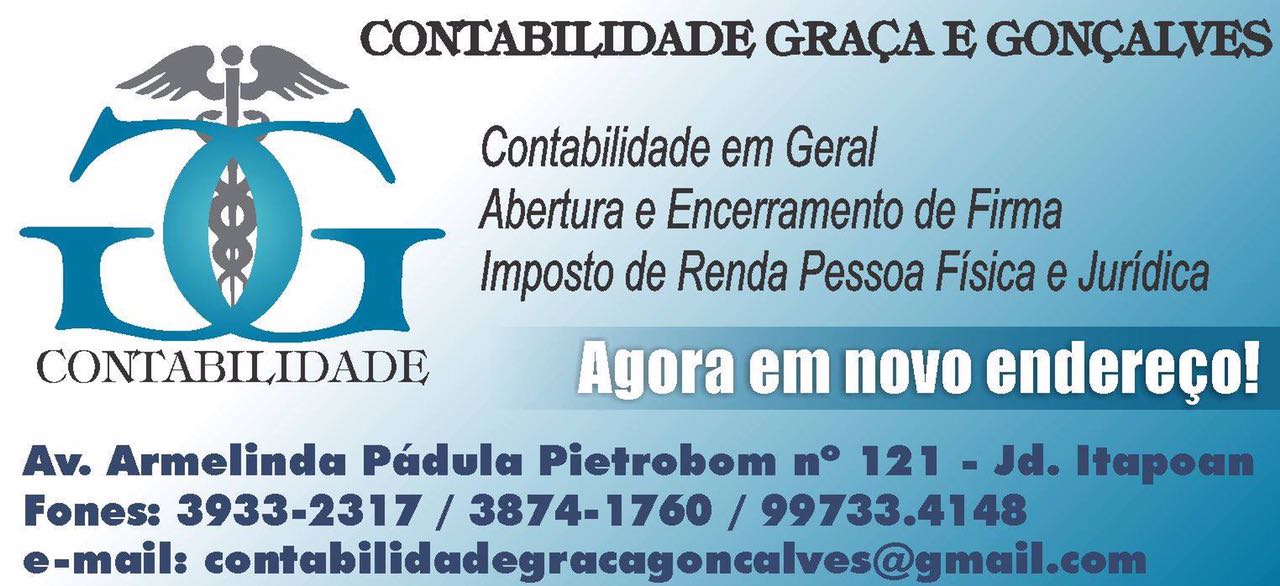 CONTABILIDADE GRAÇA E GONÇALVES
Contabilidade em Geral
Abertura e Encerramento de Firma
Imposto de Renda Pessoa Física e Jurídica
GG
CONTABILIDADE
Agora em novo endereço!
Av. Armelinda Pádula Pietrobom nº 121 - Jd. Itapoan
Fones: 3933-2317 / 3874-1760 / 99733.4148
e-mail: contabilidadegracagoncalves@gmail.com